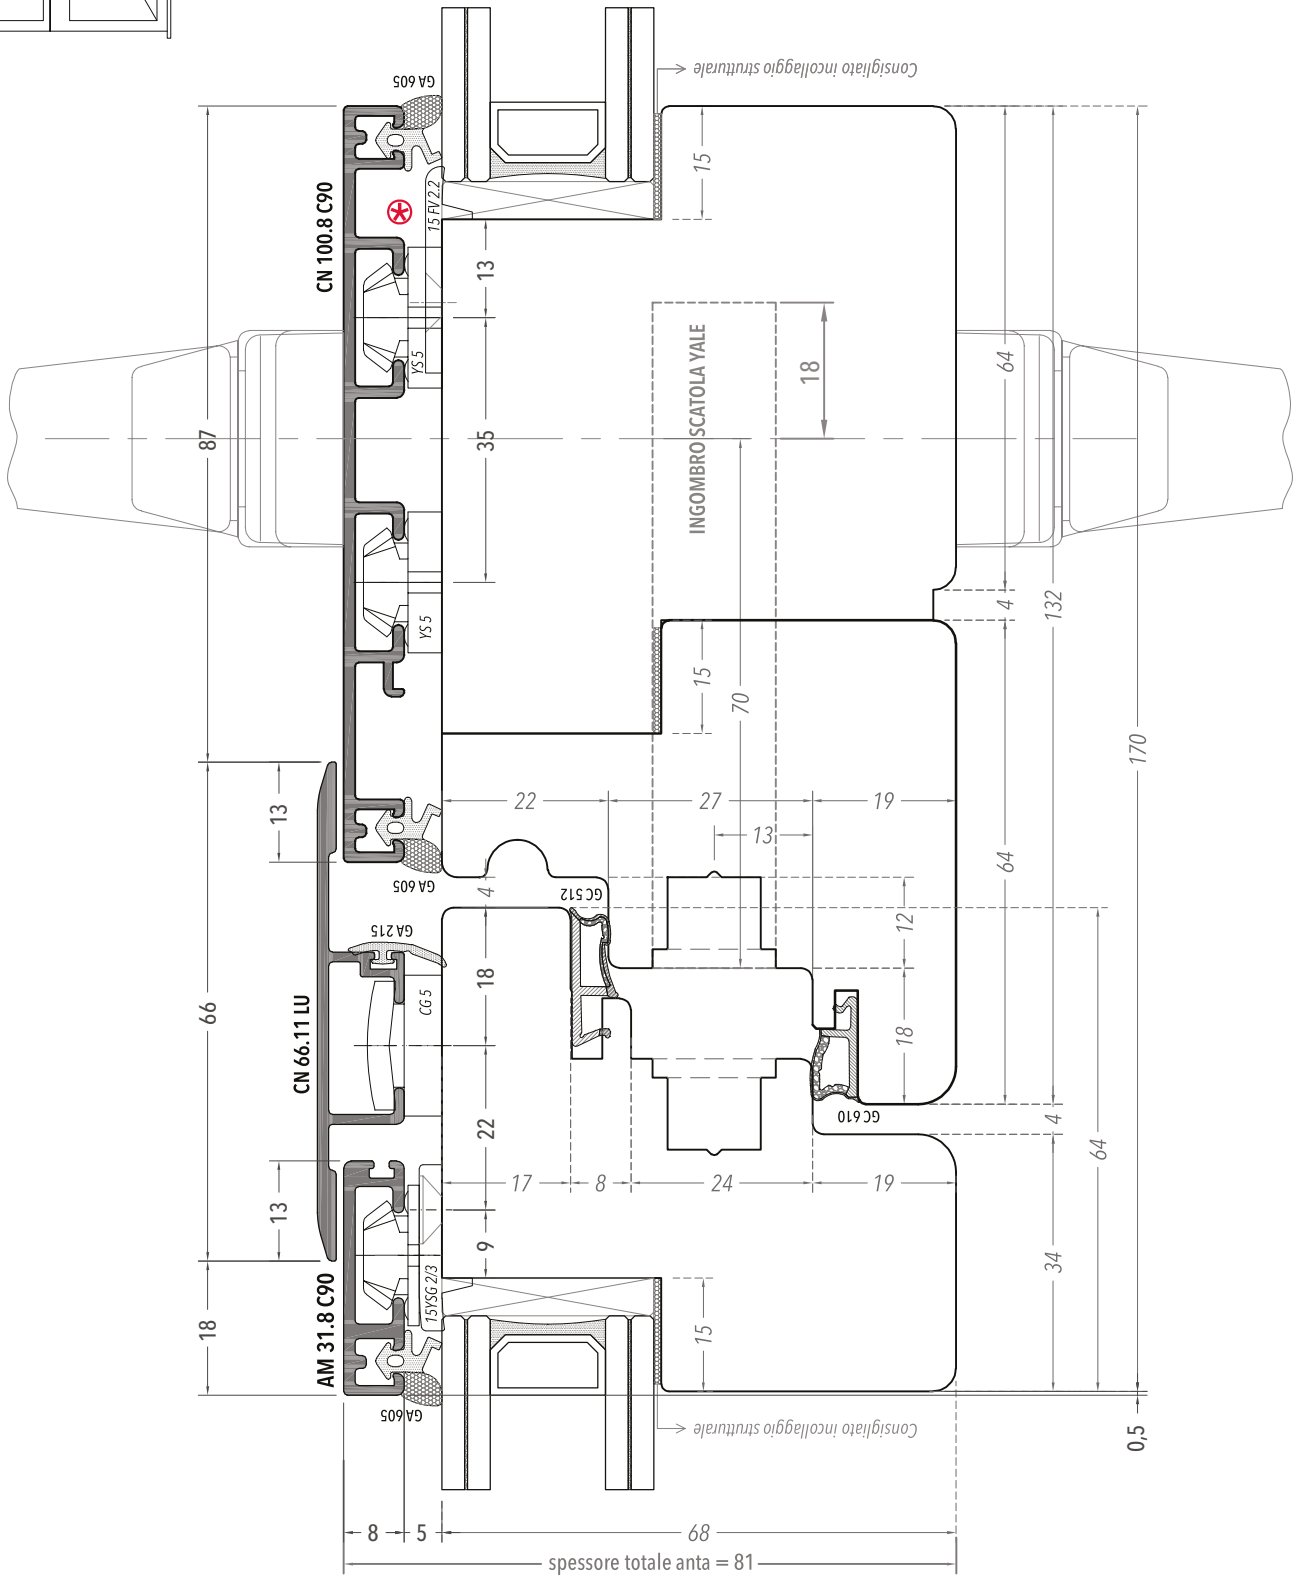 Consigliato incollaggio strutturale
GA 605
15
CN 100.8 C90
15 FV 2.2
13
INGOMBRO SCATOLA YALE
18
64
YS 5
87
35
4
132
YS 5
15
70
170
22
27
19
13
13
64
GA 605
4
GC 512
12
GA 215
18
CG 5
18
66
CN 66.11 LU
GC 610
4
22
64
17
8
24
19
13
9
34
AM 31.8 C90
15YSG 2/3
18
15
GA 605
Consigliato incollaggio strutturale
0,5
8
5
68
spessore totale anta = 81